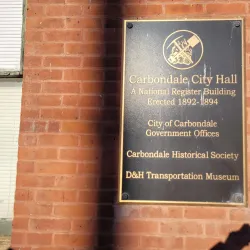 Carbondale City Hall
A National Register Building
Erected 1892-1894
City of Carbondale
Government Offices
Carbondale Historical Society
D&H Transportation Museum